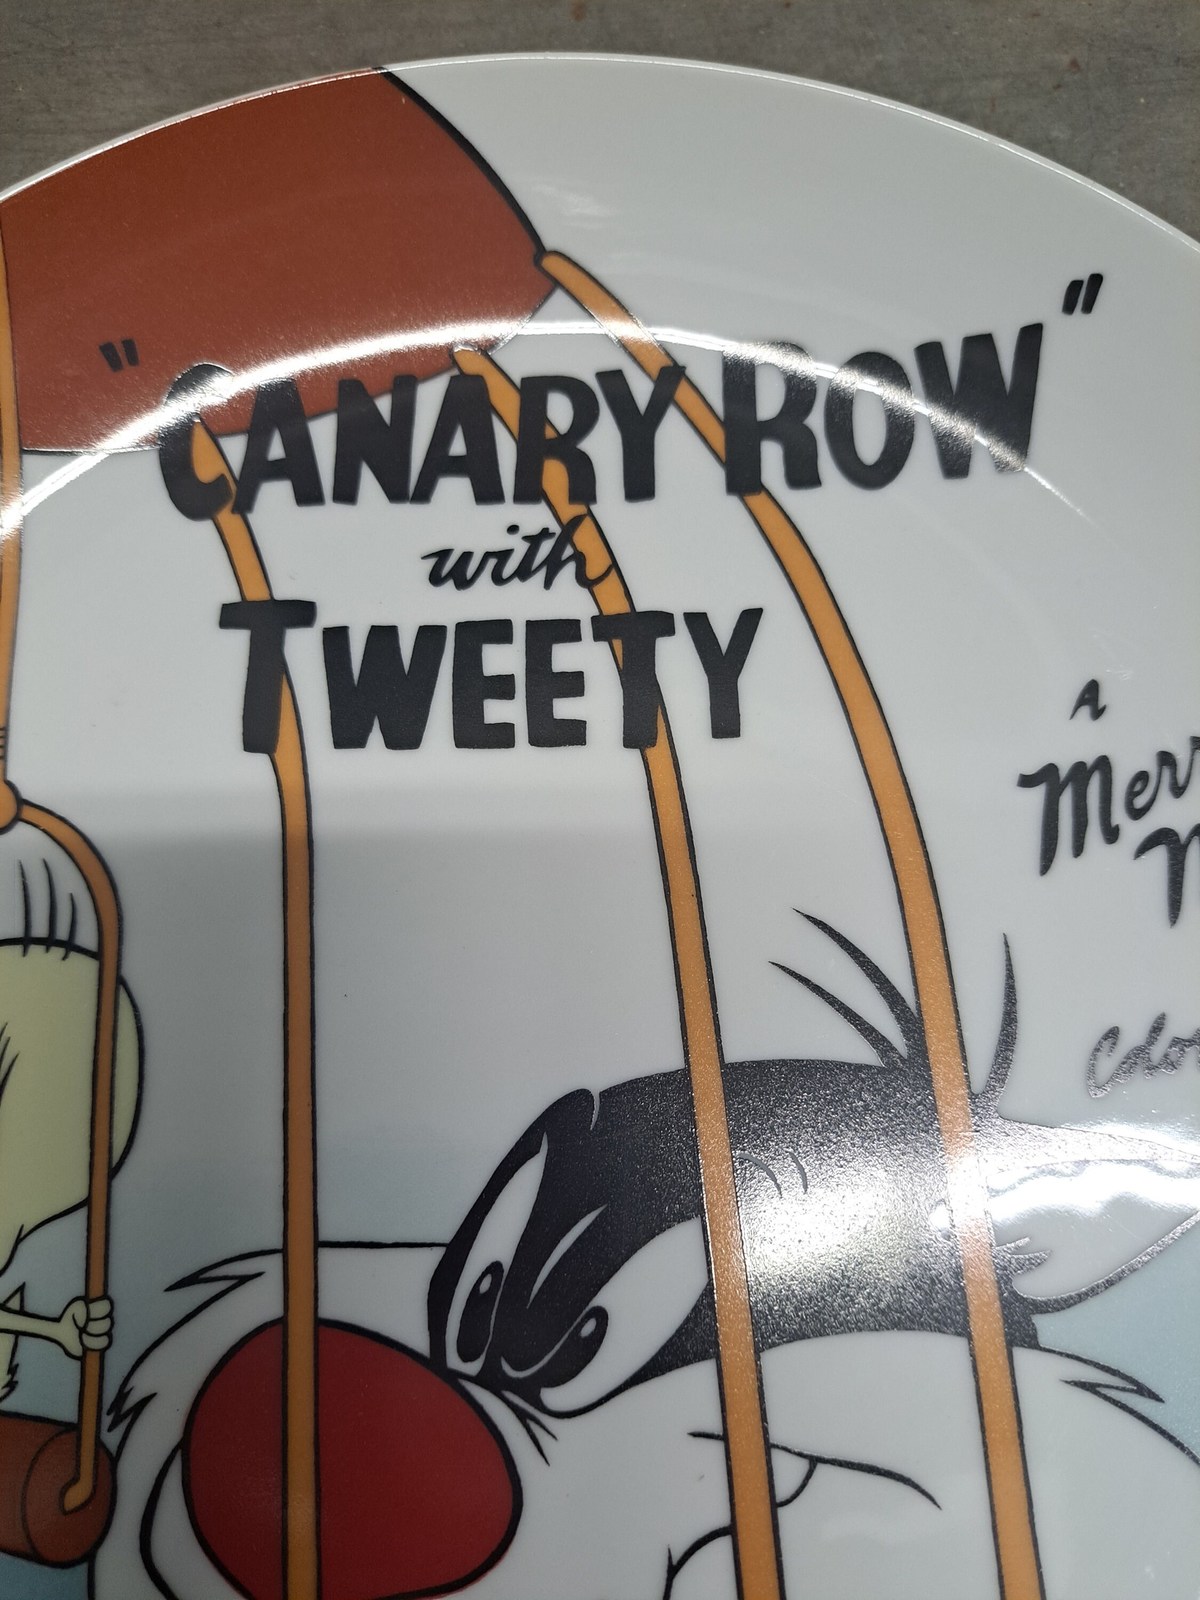 "CANARY ROW"
with
TWEETY
A